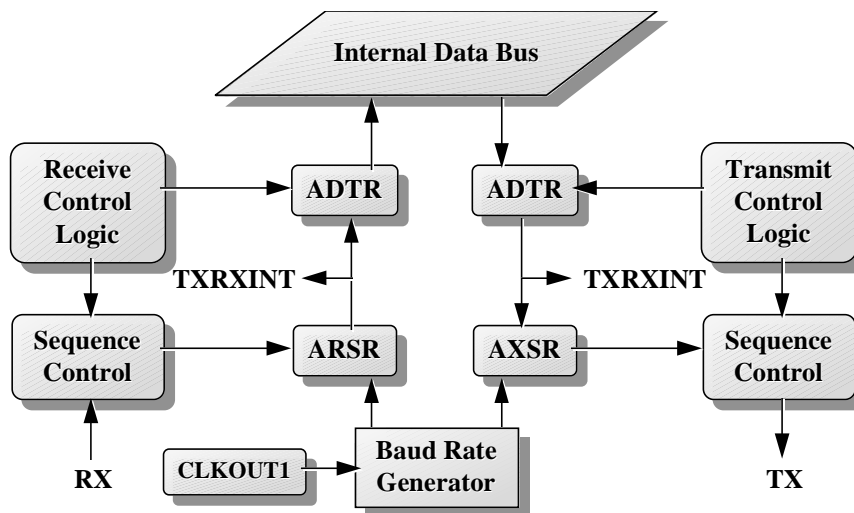 Internal Data Bus
Receive
Control
Logic
ADTR
ADTR
Transmit
Control
Logic
TXRXINT
TXRXINT
Sequence
Control
ARSR
AXSR
Sequence
Control
RX
CLKOUT1
Baud Rate
Generator
TX